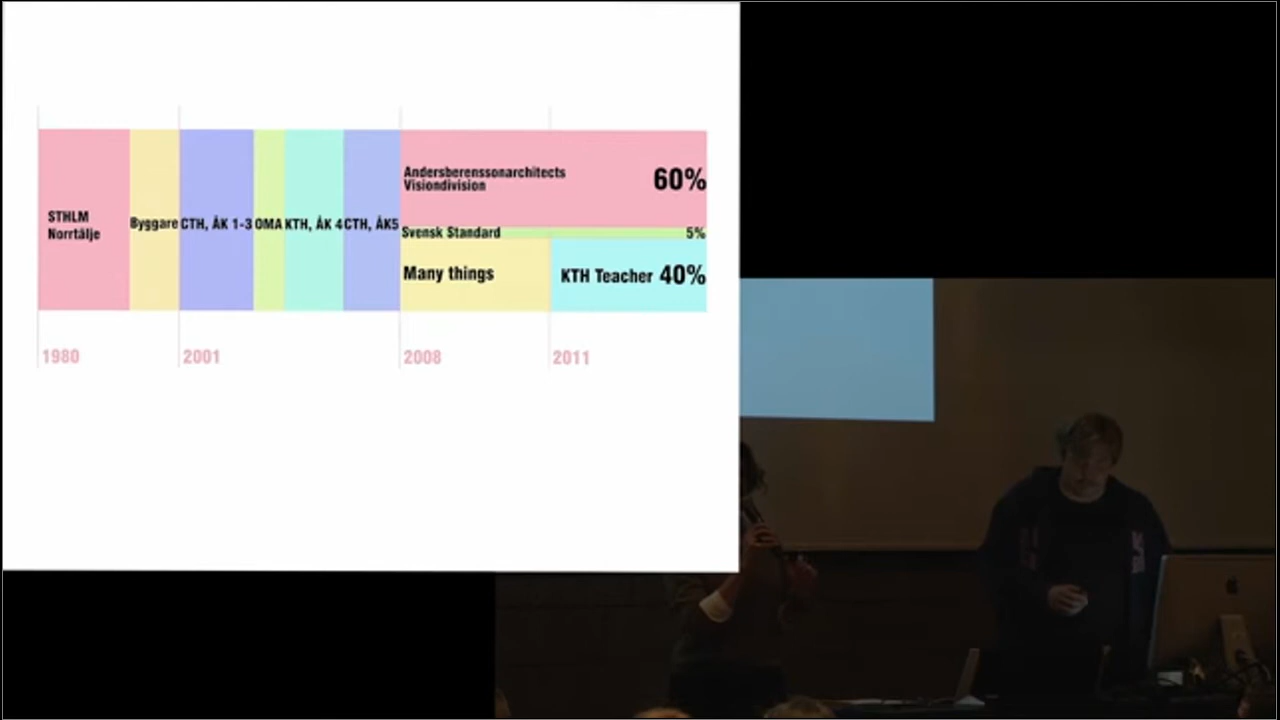 STHLM
Norrtälje
Byggare
CTH, ÅK 1-3
OMA
KTH, ÅK 4
CTH, ÅK5
Andersberenssonarchitects
Visiondivision
60%
Svensk Standard
5%
Many things
KTH Teacher 40%
1980
2001
2008
2011